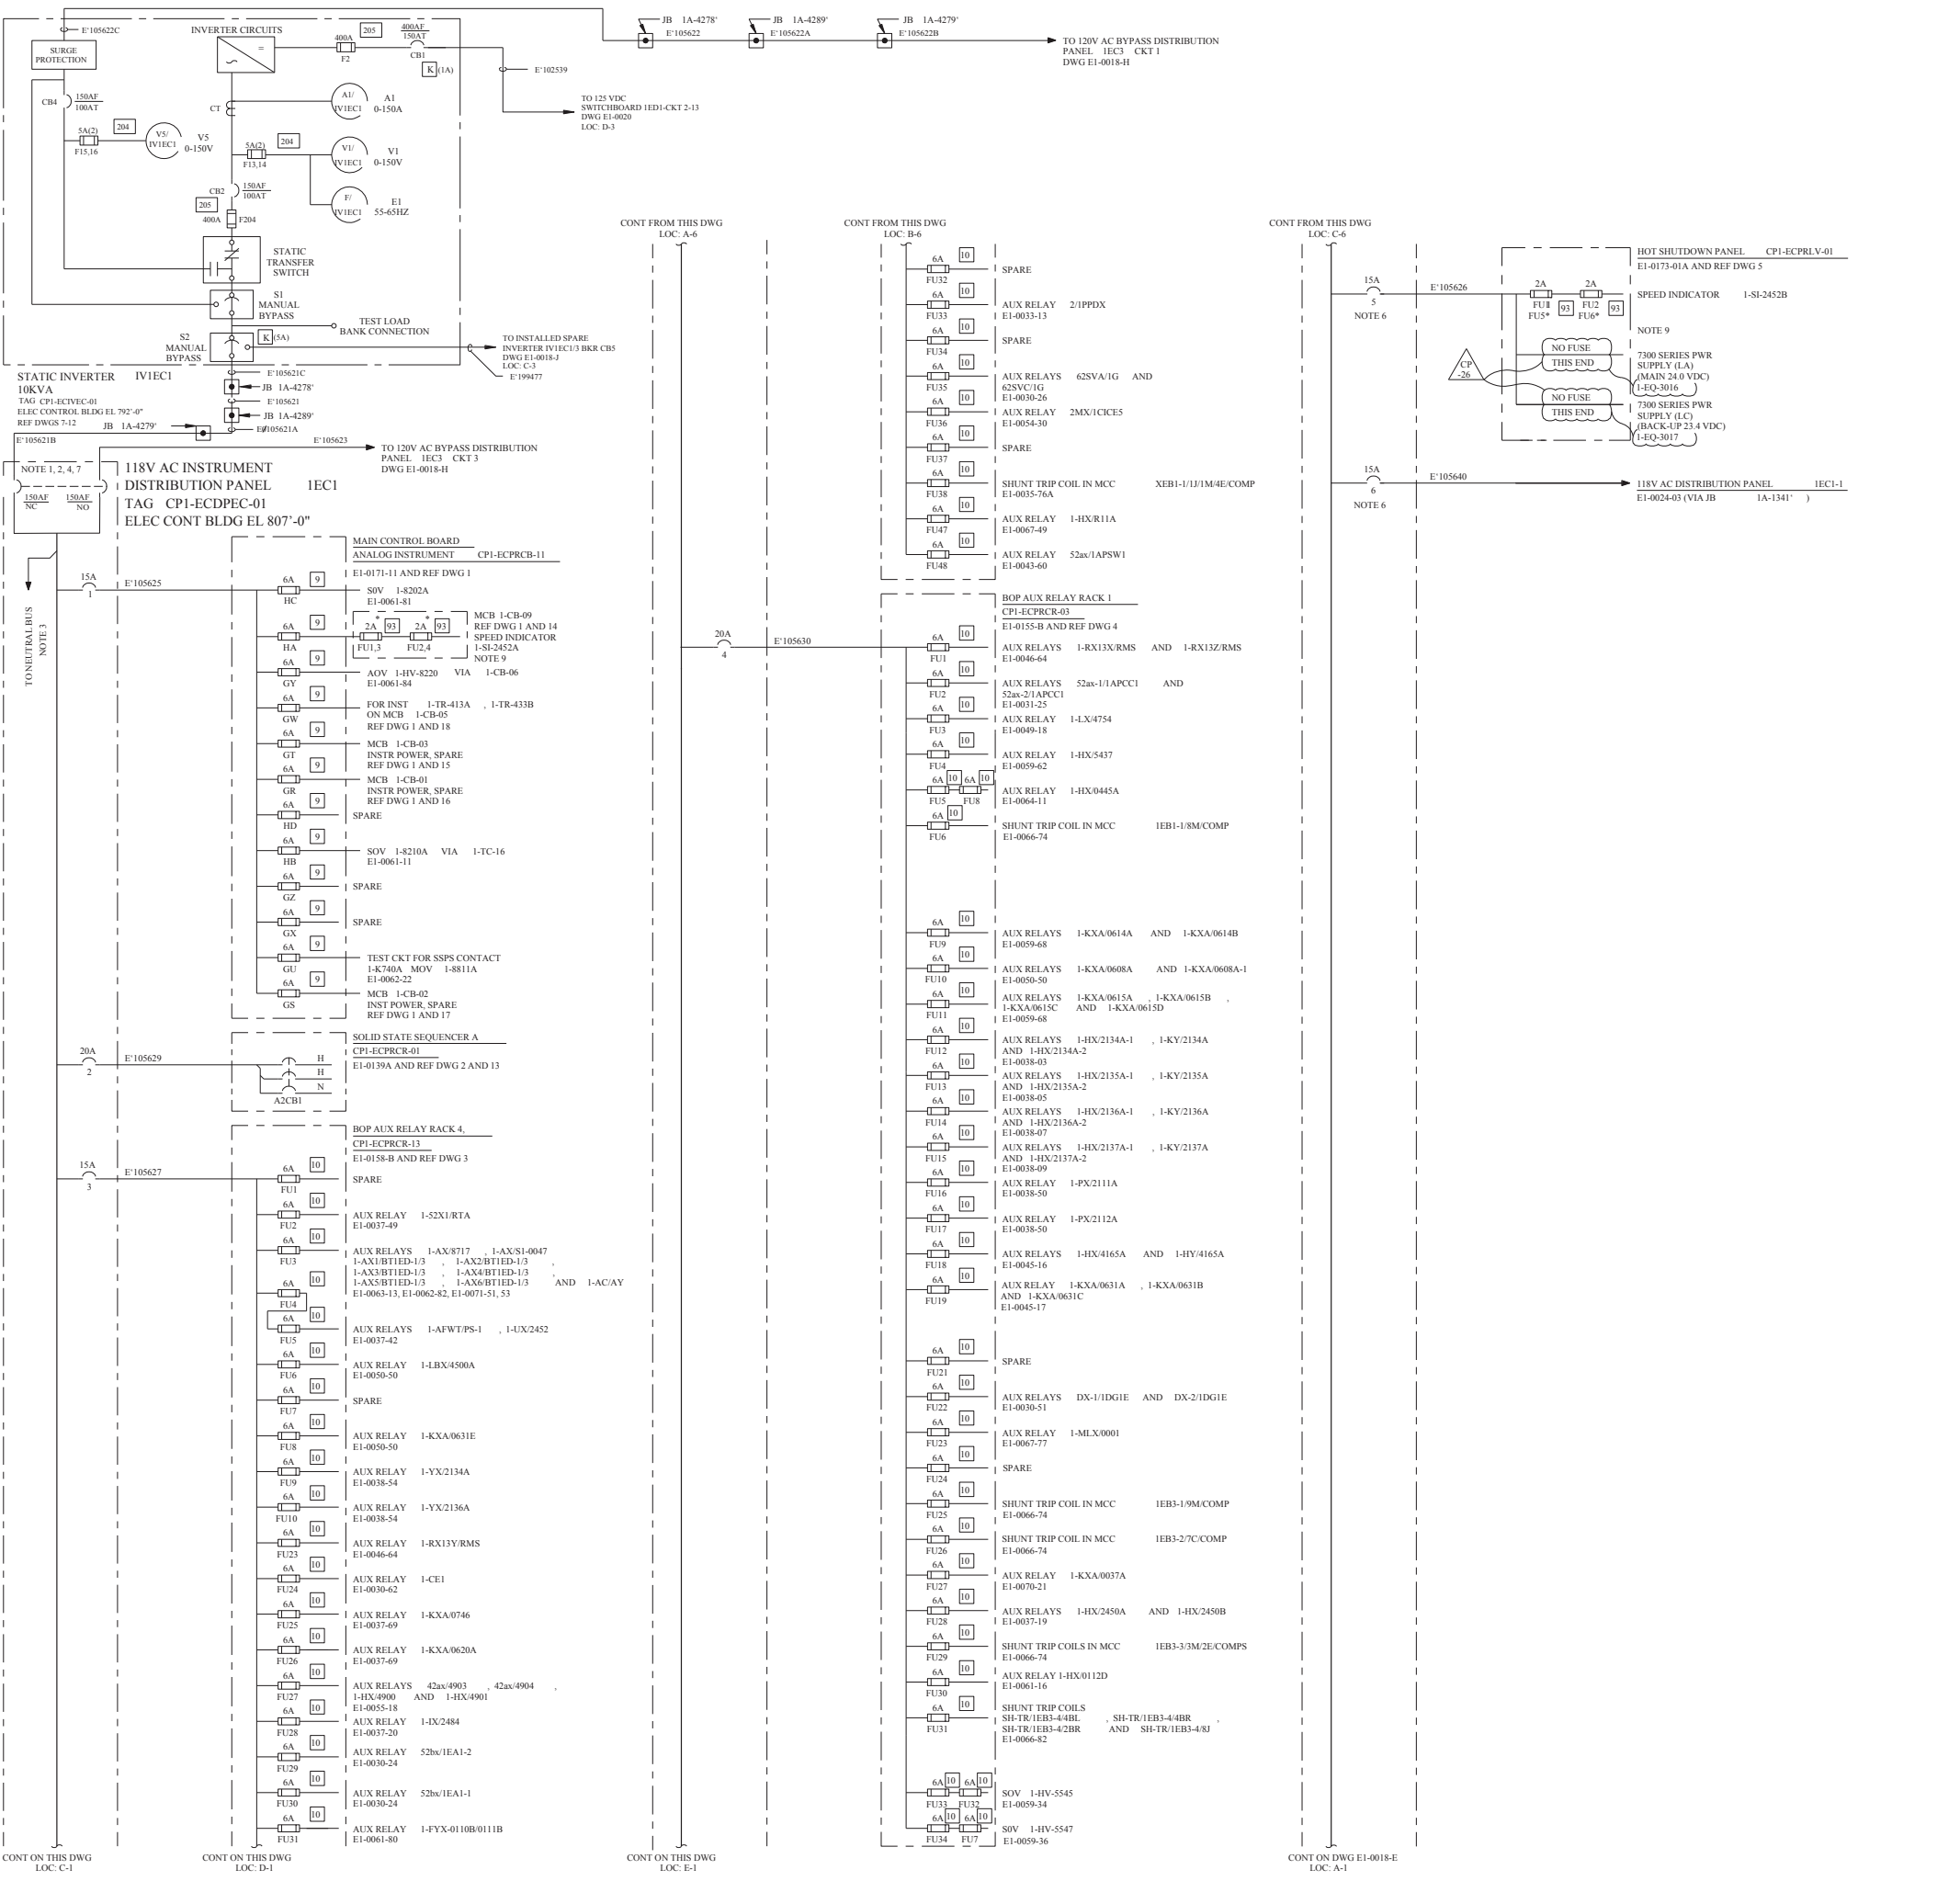 E'105622C
INVERTER CIRCUITS
SURGE
PROTECTION
=
400A
F2
205
400AF
150AT
CB1
K (1A)
E'102539
TO 125 VDC
SWITCHBOARD 1ED1-CKT 2-13
DWG E1-0020
LOC: D-3
JB 1A-4278'
E'105622
JB 1A-4289'
E'105622A
JB 1A-4279'
E'105622B
TO 120V AC BYPASS DISTRIBUTION
PANEL 1EC3 CKT 1
DWG E1-0018-H
CB4
150AF
100AT
CT
A1/
IV1EC1
A1
0-150A
5A(2)
F15,16
204
V5/
IV1EC1
V5
0-150V
5A(2)
F13,14
204
V1/
IV1EC1
V1
0-150V
CB2
150AF
100AT
F/
IV1EC1
E1
55-65HZ
205
400A
F204
STATIC
TRANSFER
SWITCH
S1
MANUAL
BYPASS
TEST LOAD
BANK CONNECTION
S2
MANUAL
BYPASS
K (5A)
TO INSTALLED SPARE
INVERTER IV1EC1/3 BKR CB5
DWG E1-0018-J
LOC: C-3
E'199477
STATIC INVERTER IV1EC1
10KVA
TAG CP1-ECIVEC-01
ELEC CONTROL BLDG EL 792'-0"
REF DWGS 7-12
E'105621C
JB 1A-4278'
E'105621
JB 1A-4289'
E'105621A
JB 1A-4279'
E'105621B
E'105623
TO 120V AC BYPASS DISTRIBUTION
PANEL 1EC3 CKT 3
DWG E1-0018-H
NOTE 1, 2, 4, 7
150AF
NC
150AF
NO
118V AC INSTRUMENT
DISTRIBUTION PANEL 1EC1
TAG CP1-ECDPEC-01
ELEC CONT BLDG EL 807'-0"
TO NEUTRAL BUS
NOTE 3
MAIN CONTROL BOARD
ANALOG INSTRUMENT CP1-ECPRCB-11
E1-0171-11 AND REF DWG 1
15A
1
E'105625
6A 9
HC
S0V 1-8202A
E1-0061-81
6A 9
HA
2A * 93 2A * 93
FU1,3 FU2,4
MCB 1-CB-09
REF DWG 1 AND 14
SPEED INDICATOR
1-SI-2452A
NOTE 9
6A 9
GY
AOV 1-HV-8220 VIA 1-CB-06
E1-0061-84
6A 9
GW
FOR INST 1-TR-413A , 1-TR-433B
ON MCB 1-CB-05
REF DWG 1 AND 18
6A 9
GT
MCB 1-CB-03
INSTR POWER, SPARE
REF DWG 1 AND 15
6A 9
GR
MCB 1-CB-01
INSTR POWER, SPARE
REF DWG 1 AND 16
6A 9
HD
SPARE
6A 9
HB
SOV 1-8210A VIA 1-TC-16
E1-0061-11
6A 9
GZ
SPARE
6A 9
GX
SPARE
6A 9
GU
TEST CKT FOR SSPS CONTACT
1-K740A MOV 1-8811A
E1-0062-22
6A 9
GS
MCB 1-CB-02
INST POWER, SPARE
REF DWG 1 AND 17
SOLID STATE SEQUENCER A
CP1-ECPRCR-01
E1-0139A AND REF DWG 2 AND 13
20A
2
E'105629
H
H
N
A2CB1
BOP AUX RELAY RACK 4,
CP1-ECPRCR-13
E1-0158-B AND REF DWG 3
15A
3
E'105627
6A 10
FU1
SPARE
6A 10
FU2
AUX RELAY 1-52X1/RTA
E1-0037-49
6A 10
FU3
AUX RELAYS 1-AX/8717 , 1-AX/S1-0047
1-AX1/BT1ED-1/3 , 1-AX2/BT1ED-1/3 ,
1-AX3/BT1ED-1/3 , 1-AX4/BT1ED-1/3 ,
1-AX5/BT1ED-1/3 , 1-AX6/BT1ED-1/3 AND 1-AC/AY
E1-0063-13, E1-0062-82, E1-0071-51, 53
6A 10
FU4
6A 10
FU5
AUX RELAYS 1-AFWT/PS-1 , 1-UX/2452
E1-0037-42
6A 10
FU6
AUX RELAY 1-LBX/4500A
E1-0050-50
6A 10
FU7
SPARE
6A 10
FU8
AUX RELAY 1-KXA/0631E
E1-0050-50
6A 10
FU9
AUX RELAY 1-YX/2134A
E1-0038-54
6A 10
FU10
AUX RELAY 1-YX/2136A
E1-0038-54
6A 10
FU23
AUX RELAY 1-RX13Y/RMS
E1-0046-64
6A 10
FU24
AUX RELAY 1-CE1
E1-0030-62
6A 10
FU25
AUX RELAY 1-KXA/0746
E1-0037-69
6A 10
FU26
AUX RELAY 1-KXA/0620A
E1-0037-69
6A 10
FU27
AUX RELAYS 42ax/4903 , 42ax/4904 ,
1-HX/4900 AND 1-HX/4901
E1-0055-18
6A 10
FU28
AUX RELAY 1-IX/2484
E1-0037-20
6A 10
FU29
AUX RELAY 52bx/1EA1-2
E1-0030-24
6A 10
FU30
AUX RELAY 52bx/1EA1-1
E1-0030-24
6A 10
FU31
AUX RELAY 1-FYX-0110B/0111B
E1-0061-80
CONT ON THIS DWG
LOC: C-1
CONT ON THIS DWG
LOC: D-1
CONT FROM THIS DWG
LOC: A-6
20A
4
E'105630
CONT ON THIS DWG
LOC: E-1
CONT FROM THIS DWG
LOC: B-6
6A 10
FU32
SPARE
6A 10
FU33
AUX RELAY 2/1PPDX
E1-0033-13
6A 10
FU34
SPARE
6A 10
FU35
AUX RELAYS 62SVA/1G AND
62SVC/1G
E1-0030-26
6A 10
FU36
AUX RELAY 2MX/1CICE5
E1-0054-30
6A 10
FU37
SPARE
6A 10
FU38
SHUNT TRIP COIL IN MCC XEB1-1/1J/1M/4E/COMP
E1-0035-76A
6A 10
FU47
AUX RELAY 1-HX/R11A
E1-0067-49
6A 10
FU48
AUX RELAY 52ax/1APSW1
E1-0043-60
BOP AUX RELAY RACK 1
CP1-ECPRCR-03
E1-0155-B AND REF DWG 4
6A 10
FU1
AUX RELAYS 1-RX13X/RMS AND 1-RX13Z/RMS
E1-0046-64
6A 10
FU2
AUX RELAYS 52ax-1/1APCC1 AND
52ax-2/1APCC1
E1-0031-25
6A 10
FU3
AUX RELAY 1-LX/4754
E1-0049-18
6A 10
FU4
AUX RELAY 1-HX/5437
E1-0059-62
6A 10 6A 10
FU5 FU8
AUX RELAY 1-HX/0445A
E1-0064-11
6A 10
FU6
SHUNT TRIP COIL IN MCC 1EB1-1/8M/COMP
E1-0066-74
6A 10
FU9
AUX RELAYS 1-KXA/0614A AND 1-KXA/0614B
E1-0059-68
6A 10
FU10
AUX RELAYS 1-KXA/0608A AND 1-KXA/0608A-1
E1-0050-50
6A 10
FU11
AUX RELAYS 1-KXA/0615A , 1-KXA/0615B ,
1-KXA/0615C AND 1-KXA/0615D
E1-0059-68
6A 10
FU12
AUX RELAYS 1-HX/2134A-1 , 1-KY/2134A
AND 1-HX/2134A-2
E1-0038-03
6A 10
FU13
AUX RELAYS 1-HX/2135A-1 , 1-KY/2135A
AND 1-HX/2135A-2
E1-0038-05
6A 10
FU14
AUX RELAYS 1-HX/2136A-1 , 1-KY/2136A
AND 1-HX/2136A-2
E1-0038-07
6A 10
FU15
AUX RELAYS 1-HX/2137A-1 , 1-KY/2137A
AND 1-HX/2137A-2
E1-0038-09
6A 10
FU16
AUX RELAY 1-PX/2111A
E1-0038-50
6A 10
FU17
AUX RELAY 1-PX/2112A
E1-0038-50
6A 10
FU18
AUX RELAYS 1-HX/4165A AND 1-HY/4165A
E1-0045-16
6A 10
FU19
AUX RELAY 1-KXA/0631A , 1-KXA/0631B
AND 1-KXA/0631C
E1-0045-17
6A 10
FU21
SPARE
6A 10
FU22
AUX RELAYS DX-1/1DG1E AND DX-2/1DG1E
E1-0030-51
6A 10
FU23
AUX RELAY 1-MLX/0001
E1-0067-77
6A 10
FU24
SPARE
6A 10
FU25
SHUNT TRIP COIL IN MCC 1EB3-1/9M/COMP
E1-0066-74
6A 10
FU26
SHUNT TRIP COIL IN MCC 1EB3-2/7C/COMP
E1-0066-74
6A 10
FU27
AUX RELAY 1-KXA/0037A
E1-0070-21
6A 10
FU28
AUX RELAYS 1-HX/2450A AND 1-HX/2450B
E1-0037-19
6A 10
FU29
SHUNT TRIP COILS IN MCC 1EB3-3/3M/2E/COMPS
E1-0066-74
6A 10
FU30
AUX RELAY 1-HX/0112D
E1-0061-16
6A 10
FU31
SHUNT TRIP COILS
SH-TR/1EB3-4/4BL , SH-TR/1EB3-4/4BR ,
SH-TR/1EB3-4/2BR AND SH-TR/1EB3-4/8J
E1-0066-82
6A 10 6A 10
FU33 FU32
SOV 1-HV-5545
E1-0059-34
6A 10 6A 10
FU34 FU7
S0V 1-HV-5547
E1-0059-36
CONT FROM THIS DWG
LOC: C-6
15A
5
NOTE 6
E'105626
HOT SHUTDOWN PANEL CP1-ECPRLV-01
E1-0173-01A AND REF DWG 5
2A 2A
FU1 93 FU2 93
FU5* FU6*
SPEED INDICATOR 1-SI-2452B
NOTE 9
CP
-26
NO FUSE
THIS END
7300 SERIES PWR
SUPPLY (LA)
(MAIN 24.0 VDC)
1-EQ-3016
NO FUSE
THIS END
7300 SERIES PWR
SUPPLY (LC)
(BACK-UP 23.4 VDC)
1-EQ-3017
15A
6
NOTE 6
E'105640
118V AC DISTRIBUTION PANEL 1EC1-1
E1-0024-03 (VIA JB 1A-1341' )
CONT ON DWG E1-0018-E
LOC: A-1